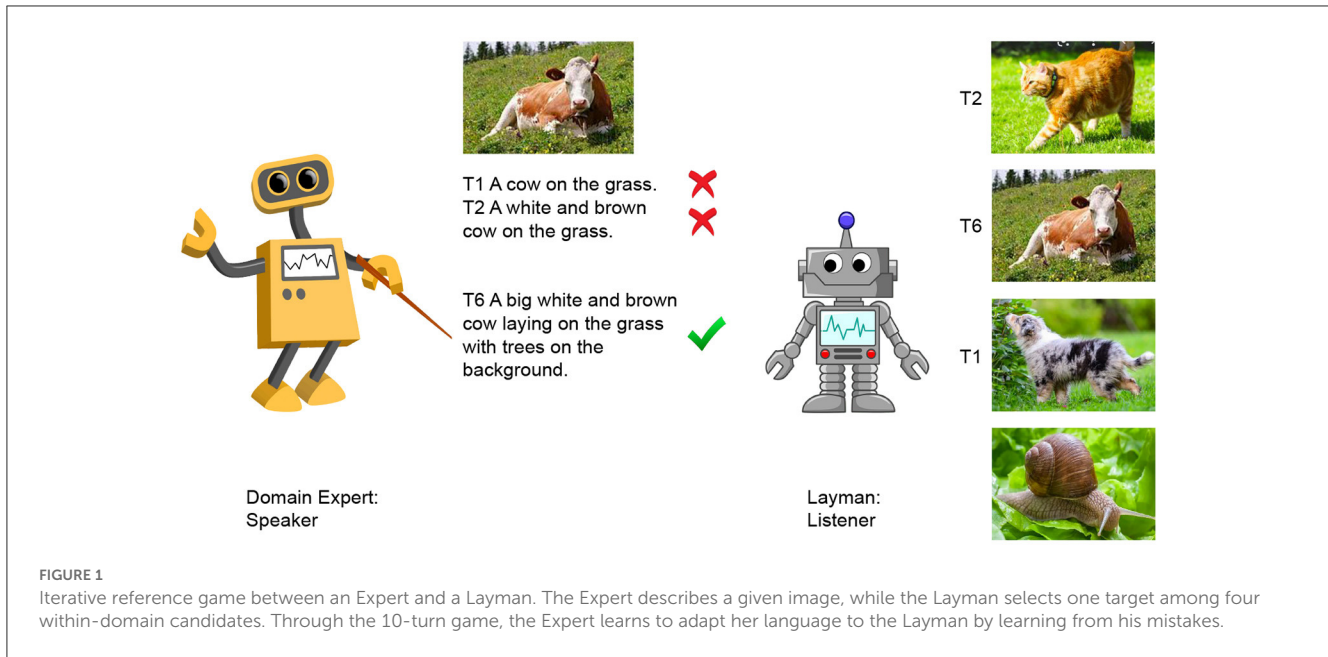 T1 A cow on the grass.
T2 A white and brown
cow on the grass.
T6 A big white and brown
cow laying on the grass
with trees on the
background.
Domain Expert:
Speaker
Layman:
Listener
T2
T6
T1
FIGURE 1
Iterative reference game between an Expert and a Layman. The Expert describes a given image, while the Layman selects one target among four
within-domain candidates. Through the 10-turn game, the Expert learns to adapt her language to the Layman by learning from his mistakes.